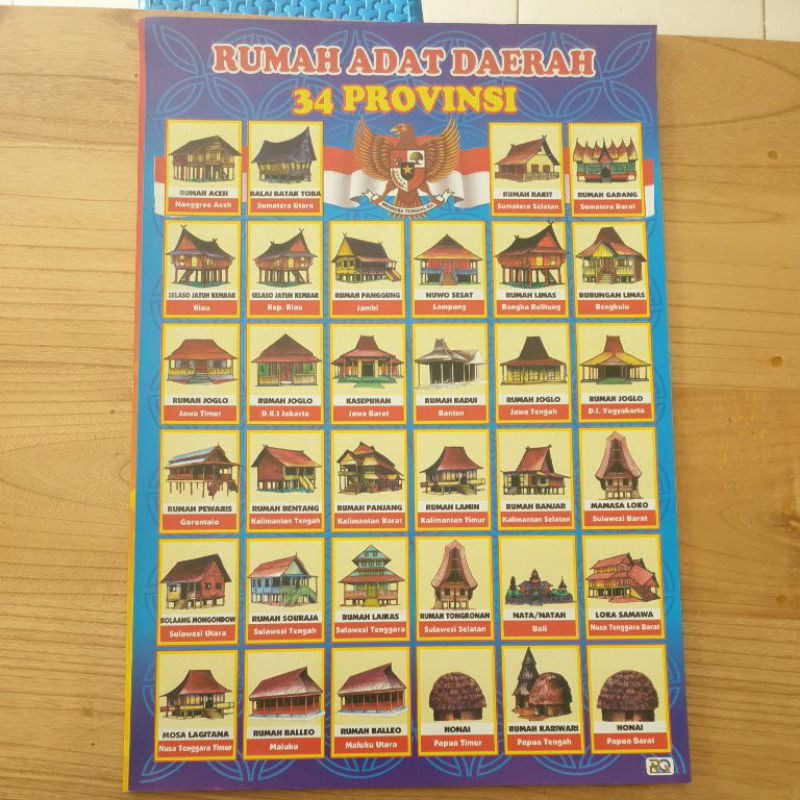 RUMAH ADAT DAERAH
34 PROVINSI
RUMAH ACEH
Nanggroe Aceh
BALAI BATAK TOBA
Sumatera Utara
BHINNEKA TUNGGAL IKA
RUMAH RAKIT
Sumatera Selatan
RUMAH GADANG
Sumatera Barat
SELASO JATUH KEMBAR
Riau
SELASO JATUH KEMBAR
Kep. Riau
RUMAH PANGGUNG
Jambi
NUWO SESAT
Lampung
RUMAH LIMAS
Bangka Belitung
BUBUNGAN LIMAS
Bengkulu
RUMAH JOGLO
Jawa Timur
RUMAH JOGLO
D.K.I Jakarta
KASEPUHAN
Jawa Barat
RUMAH BADUI
Banten
RUMAH JOGLO
Jawa Tengah
RUMAH JOGLO
D.I. Yogyakarta
RUMAH PEWARIS
Gorontalo
RUMAH BENTANG
Kalimantan Tengah
RUMAH PANJANG
Kalimantan Barat
RUMAH LAMIN
Kalimantan Timur
RUMAH BANJAR
Kalimantan Selatan
MAMASA LOKO
Sulawesi Barat
BOLAANG MONGONDOW
Sulawesi Utara
RUMAH SOURAJA
Sulawesi Tengah
RUMAH LAIKAS
Sulawesi Tenggara
RUMAH TONGKONAN
Sulawesi Selatan
NATA/NATAH
Bali
LOKA SAMAWA
Nusa Tenggara Barat
MOSA LAGITANA
Nusa Tenggara Timur
RUMAH BALLEO
Maluku
RUMAH BALLEO
Maluku Utara
HONAI
Papua Timur
RUMAH KARIWARI
Papua Tengah
HONAI
Papua Barat